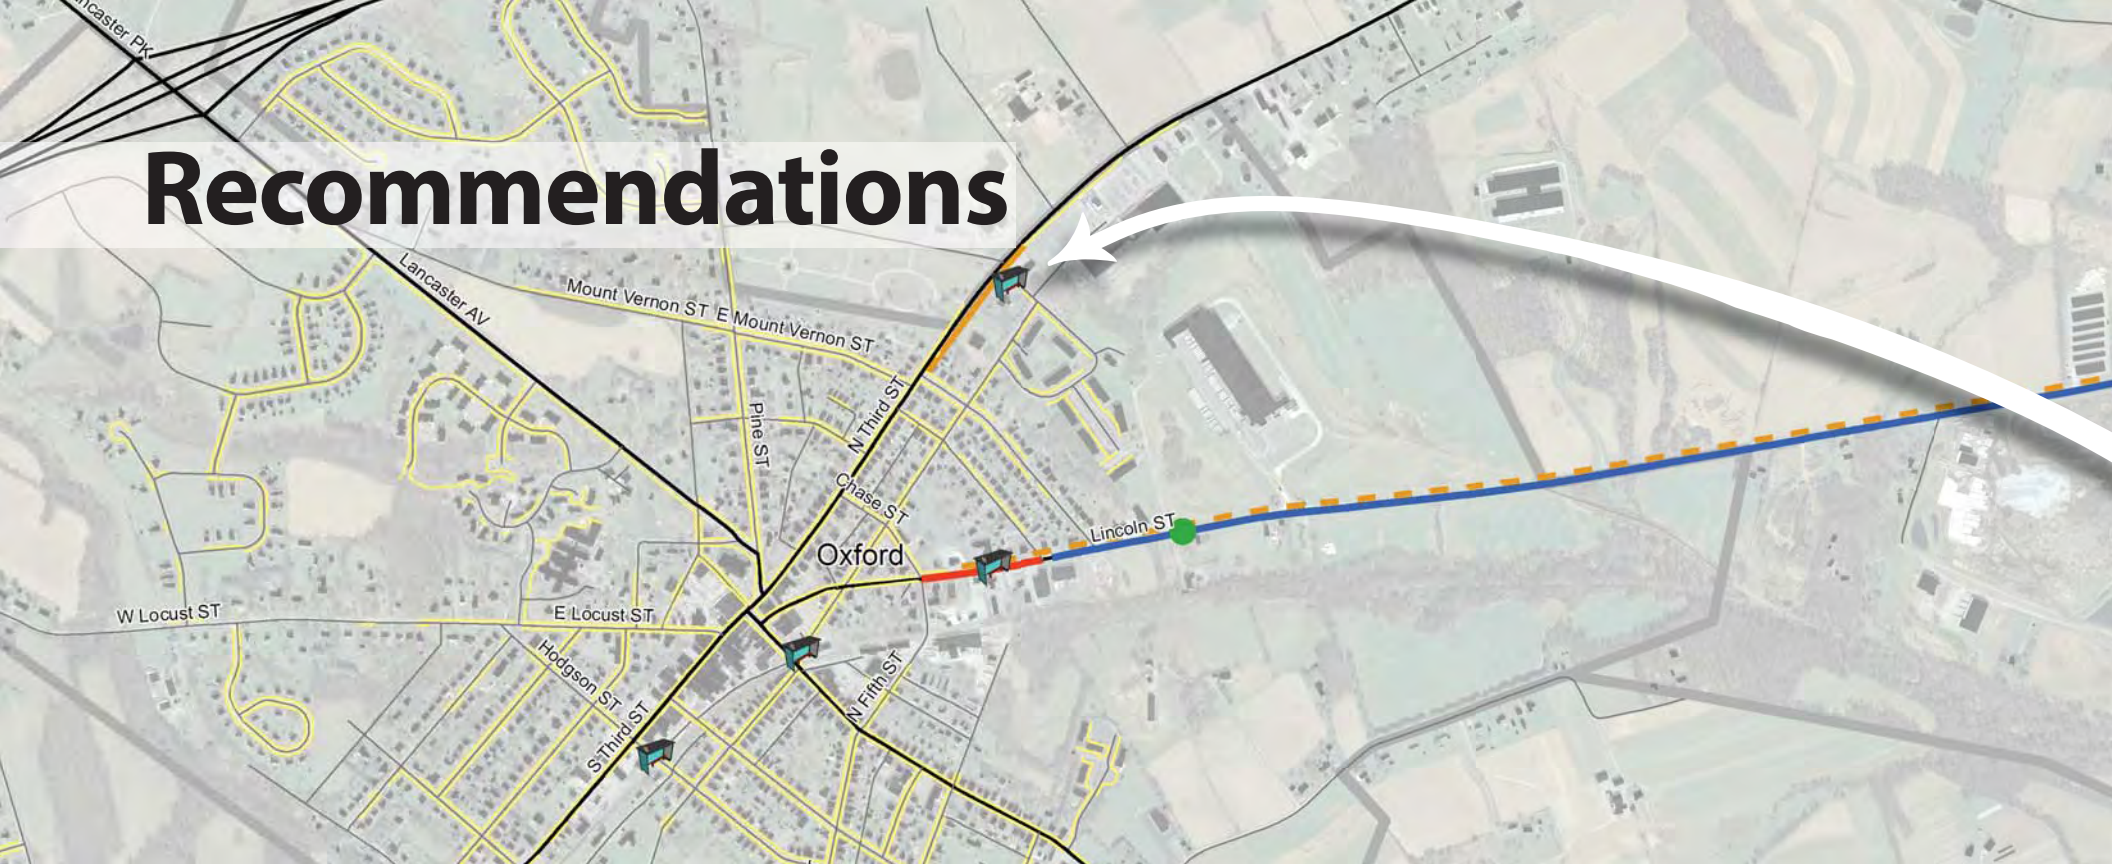 ncaster PK
Recommendations
Lancaster AV
Mount Vernon ST
E Mount Vernon ST
Pine ST
N Third ST
Chase ST
Lincoln ST
Oxford
W Locust ST
E Locust ST
Hodgson ST
N Fifth ST
S Third ST